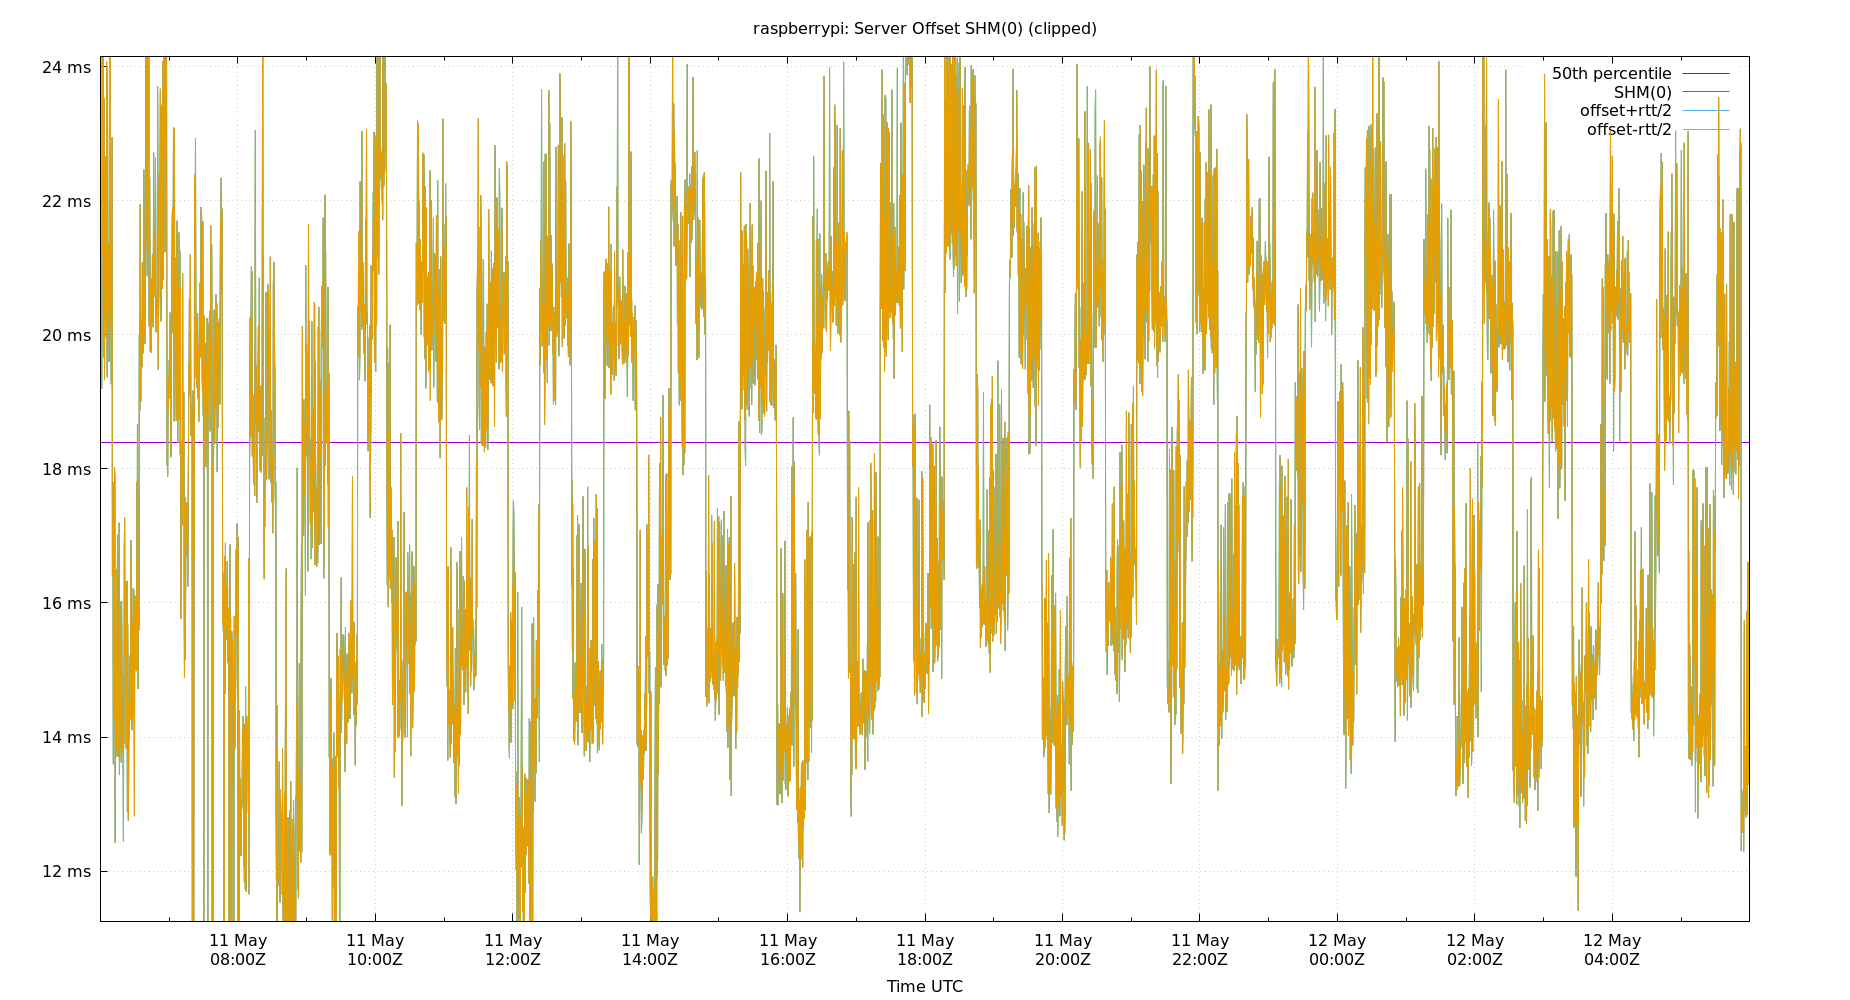 raspberrypi: Server Offset SHM(0) (clipped)
24 ms
22 ms
20 ms
18 ms
16 ms
14 ms
12 ms
50th percentile
SHM(0)
offset+rtt/2
offset-rtt/2
11 May 11 May 11 May 11 May 11 May 11 May 11 May 11 May 12 May 12 May 12 May
08:00Z 10:00Z 12:00Z 14:00Z 16:00Z 18:00Z 20:00Z 22:00Z 00:00Z 02:00Z 04:00Z
Time UTC